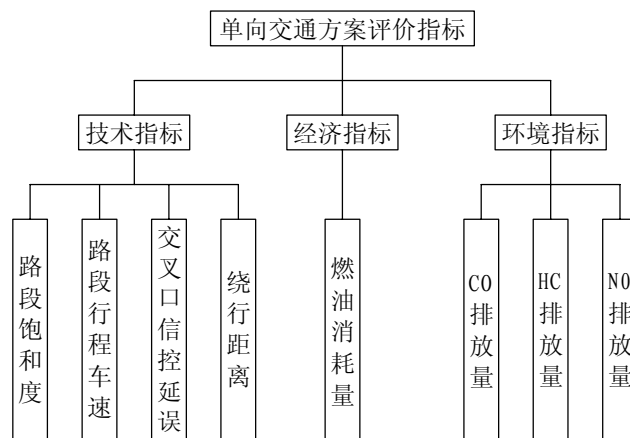 单向交通方案评价指标
技术指标
经济指标
环境指标
路段饱和度
路段行程车速
交叉口信控延误
绕行距离
燃油消耗量
CO排放量
HC排放量
NO排放量